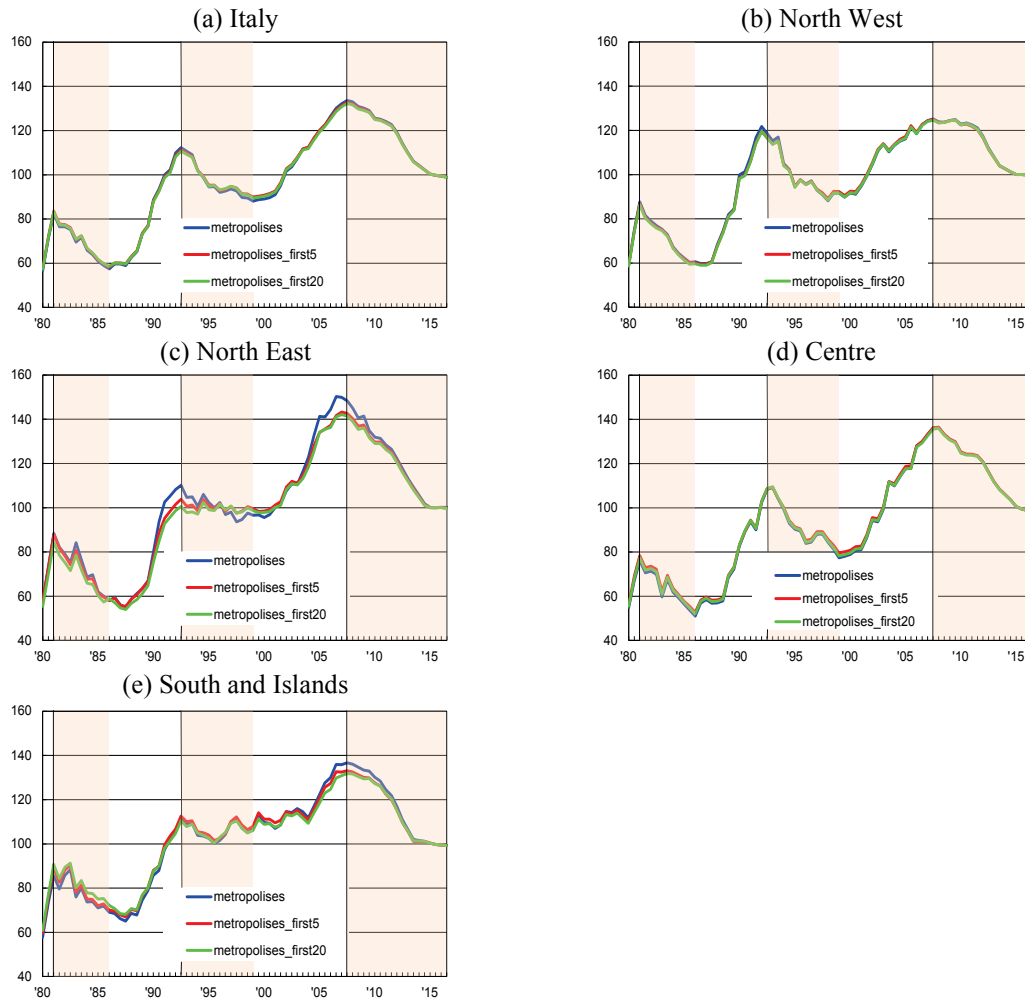 (a) Italy
160
140
120
100
80
60
40
metropolises
metropolises_first5
metropolises_first20
'80 '85 '90 '95 '00 '05 '10 '15
(b) North West
160
140
120
100
80
60
40
metropolises
metropolises_first5
metropolises_first20
'80 '85 '90 '95 '00 '05 '10 '15
(c) North East
160
140
120
100
80
60
40
metropolises
metropolises_first5
metropolises_first20
'80 '85 '90 '95 '00 '05 '10 '15
(d) Centre
160
140
120
100
80
60
40
metropolises
metropolises_first5
metropolises_first20
'80 '85 '90 '95 '00 '05 '10 '15
(e) South and Islands
160
140
120
100
80
60
40
metropolises
metropolises_first5
metropolises_first20
'80 '85 '90 '95 '00 '05 '10 '15